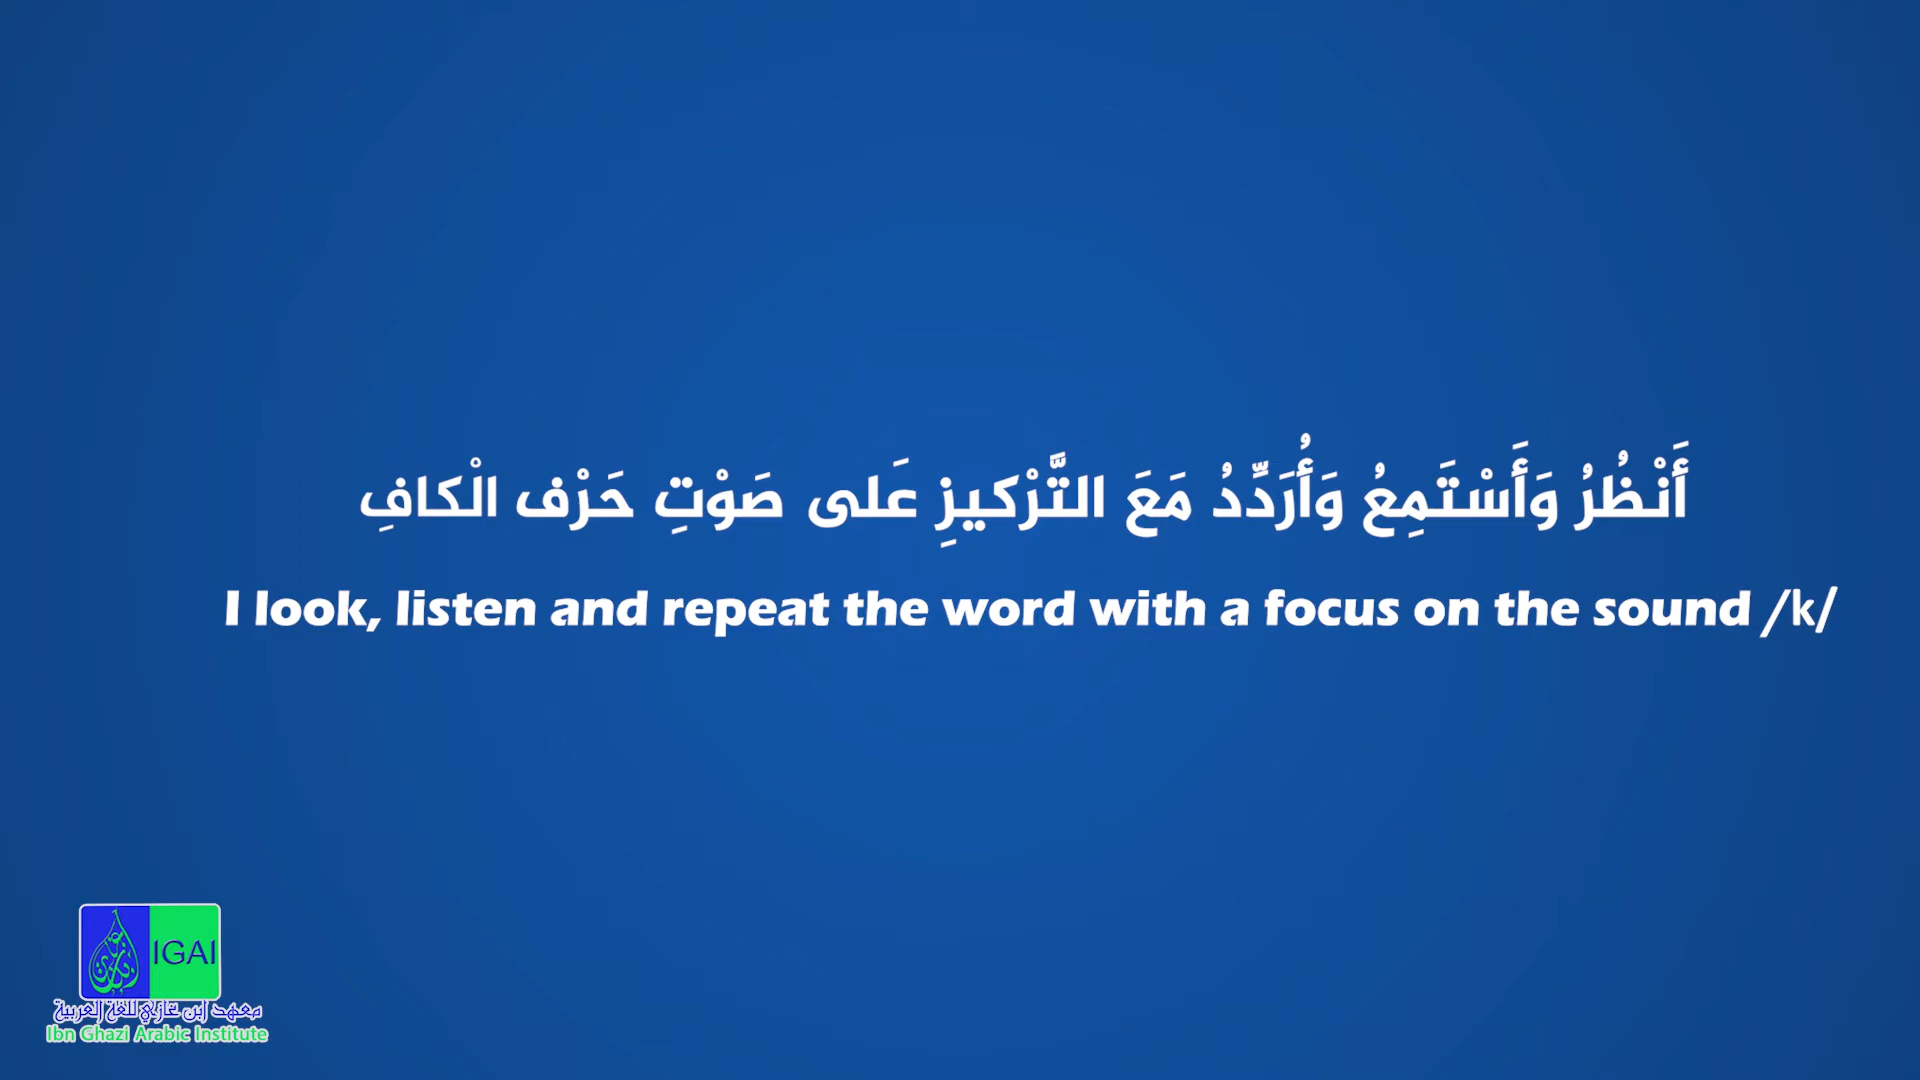 أَنْظُرُ وَأَسْتَمِعُ وَأُرَدِّدُ مَعَ التَّرْكيزِ عَلى صَوْتِ حَرْف الْكافِ
I look, listen and repeat the word with a focus on the sound /k/
IGAI
معهد ابن غازي للغة العربية
Ibn Ghazi Arabic Institute